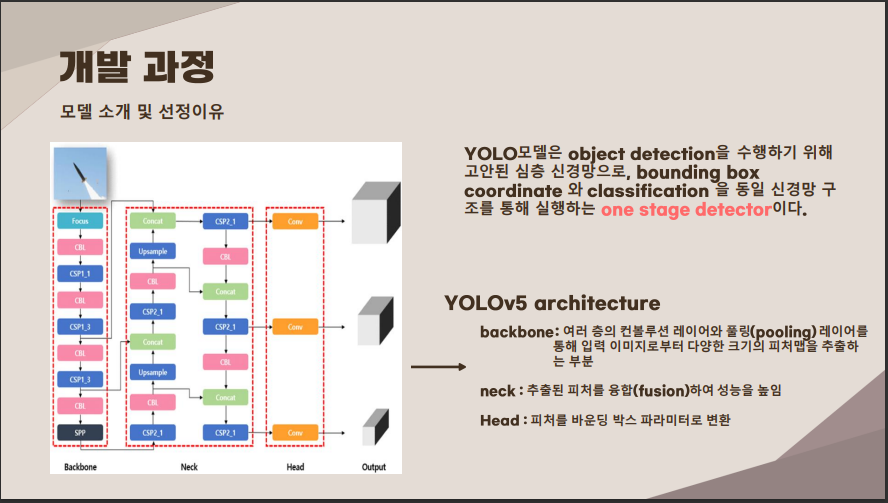 개발 과정
모델 소개 및 선정이유
YOLO모델은 object detection을 수행하기 위해
고안된 심층 신경망으로, bounding box
coordinate 와 classification 을 동일 신경망 구
조를 통해 실행하는 one stage detector이다.
Focus
CBL
CSP1_1
CBL
CSP1_3
CBL
CSP1_3
CBL
SPP
Backbone
Concat
Upsample
CBL
CSP2_1
Concat
Upsample
CBL
CSP2_1
CSP2_1
CBL
Concat
CSP2_1
CBL
Concat
CSP2_1
Neck
Conv
Conv
Conv
Head
Output
YOLOv5 architecture
backbone: 여러 층의 컨볼루션 레이어와 풀링(pooling) 레이어를
통해 입력 이미지로부터 다양한 크기의 피처맵을 추출하
는 부분
neck : 추출된 피처를 융합(fusion)하여 성능을 높임
Head : 피처를 바운딩 박스 파라미터로 변환